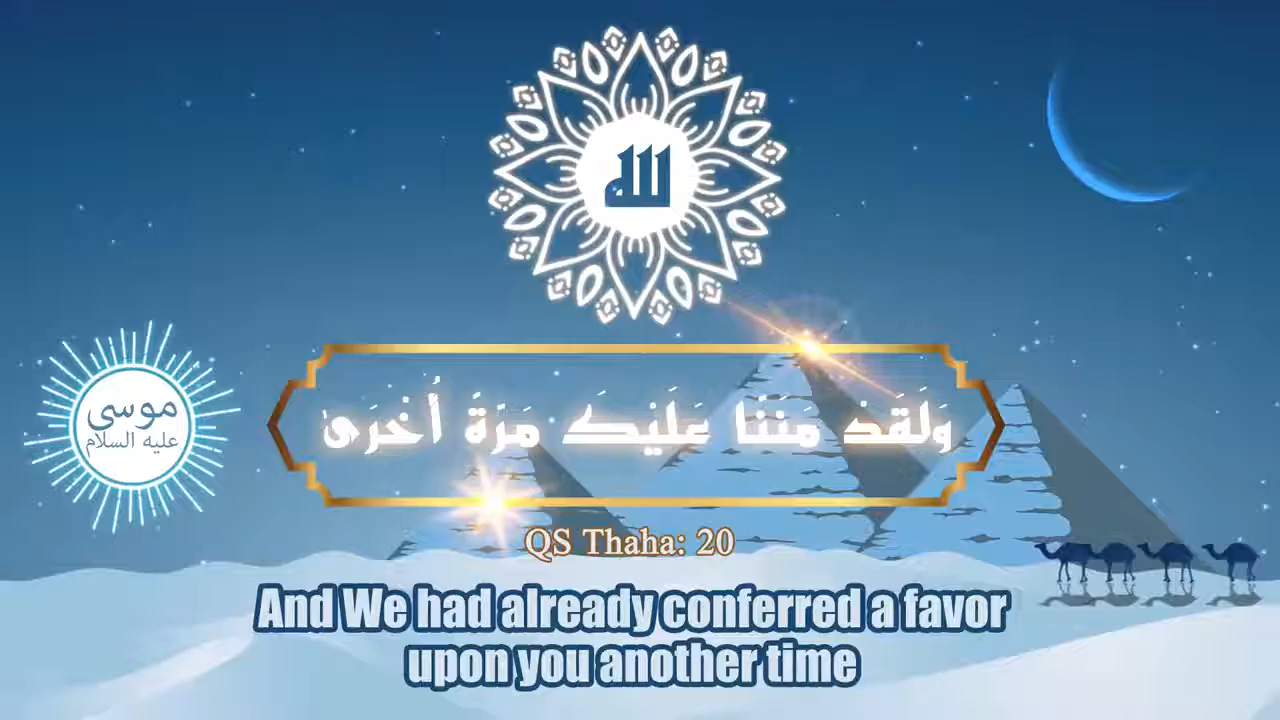 الله
موسى
عليه السلام
وَلَقَدْ مَنَنَّا عَلَيْكَ مَرَّةً أُخْرَىٰ
QS Thaha: 20
And We had already conferred a favor
upon you another time